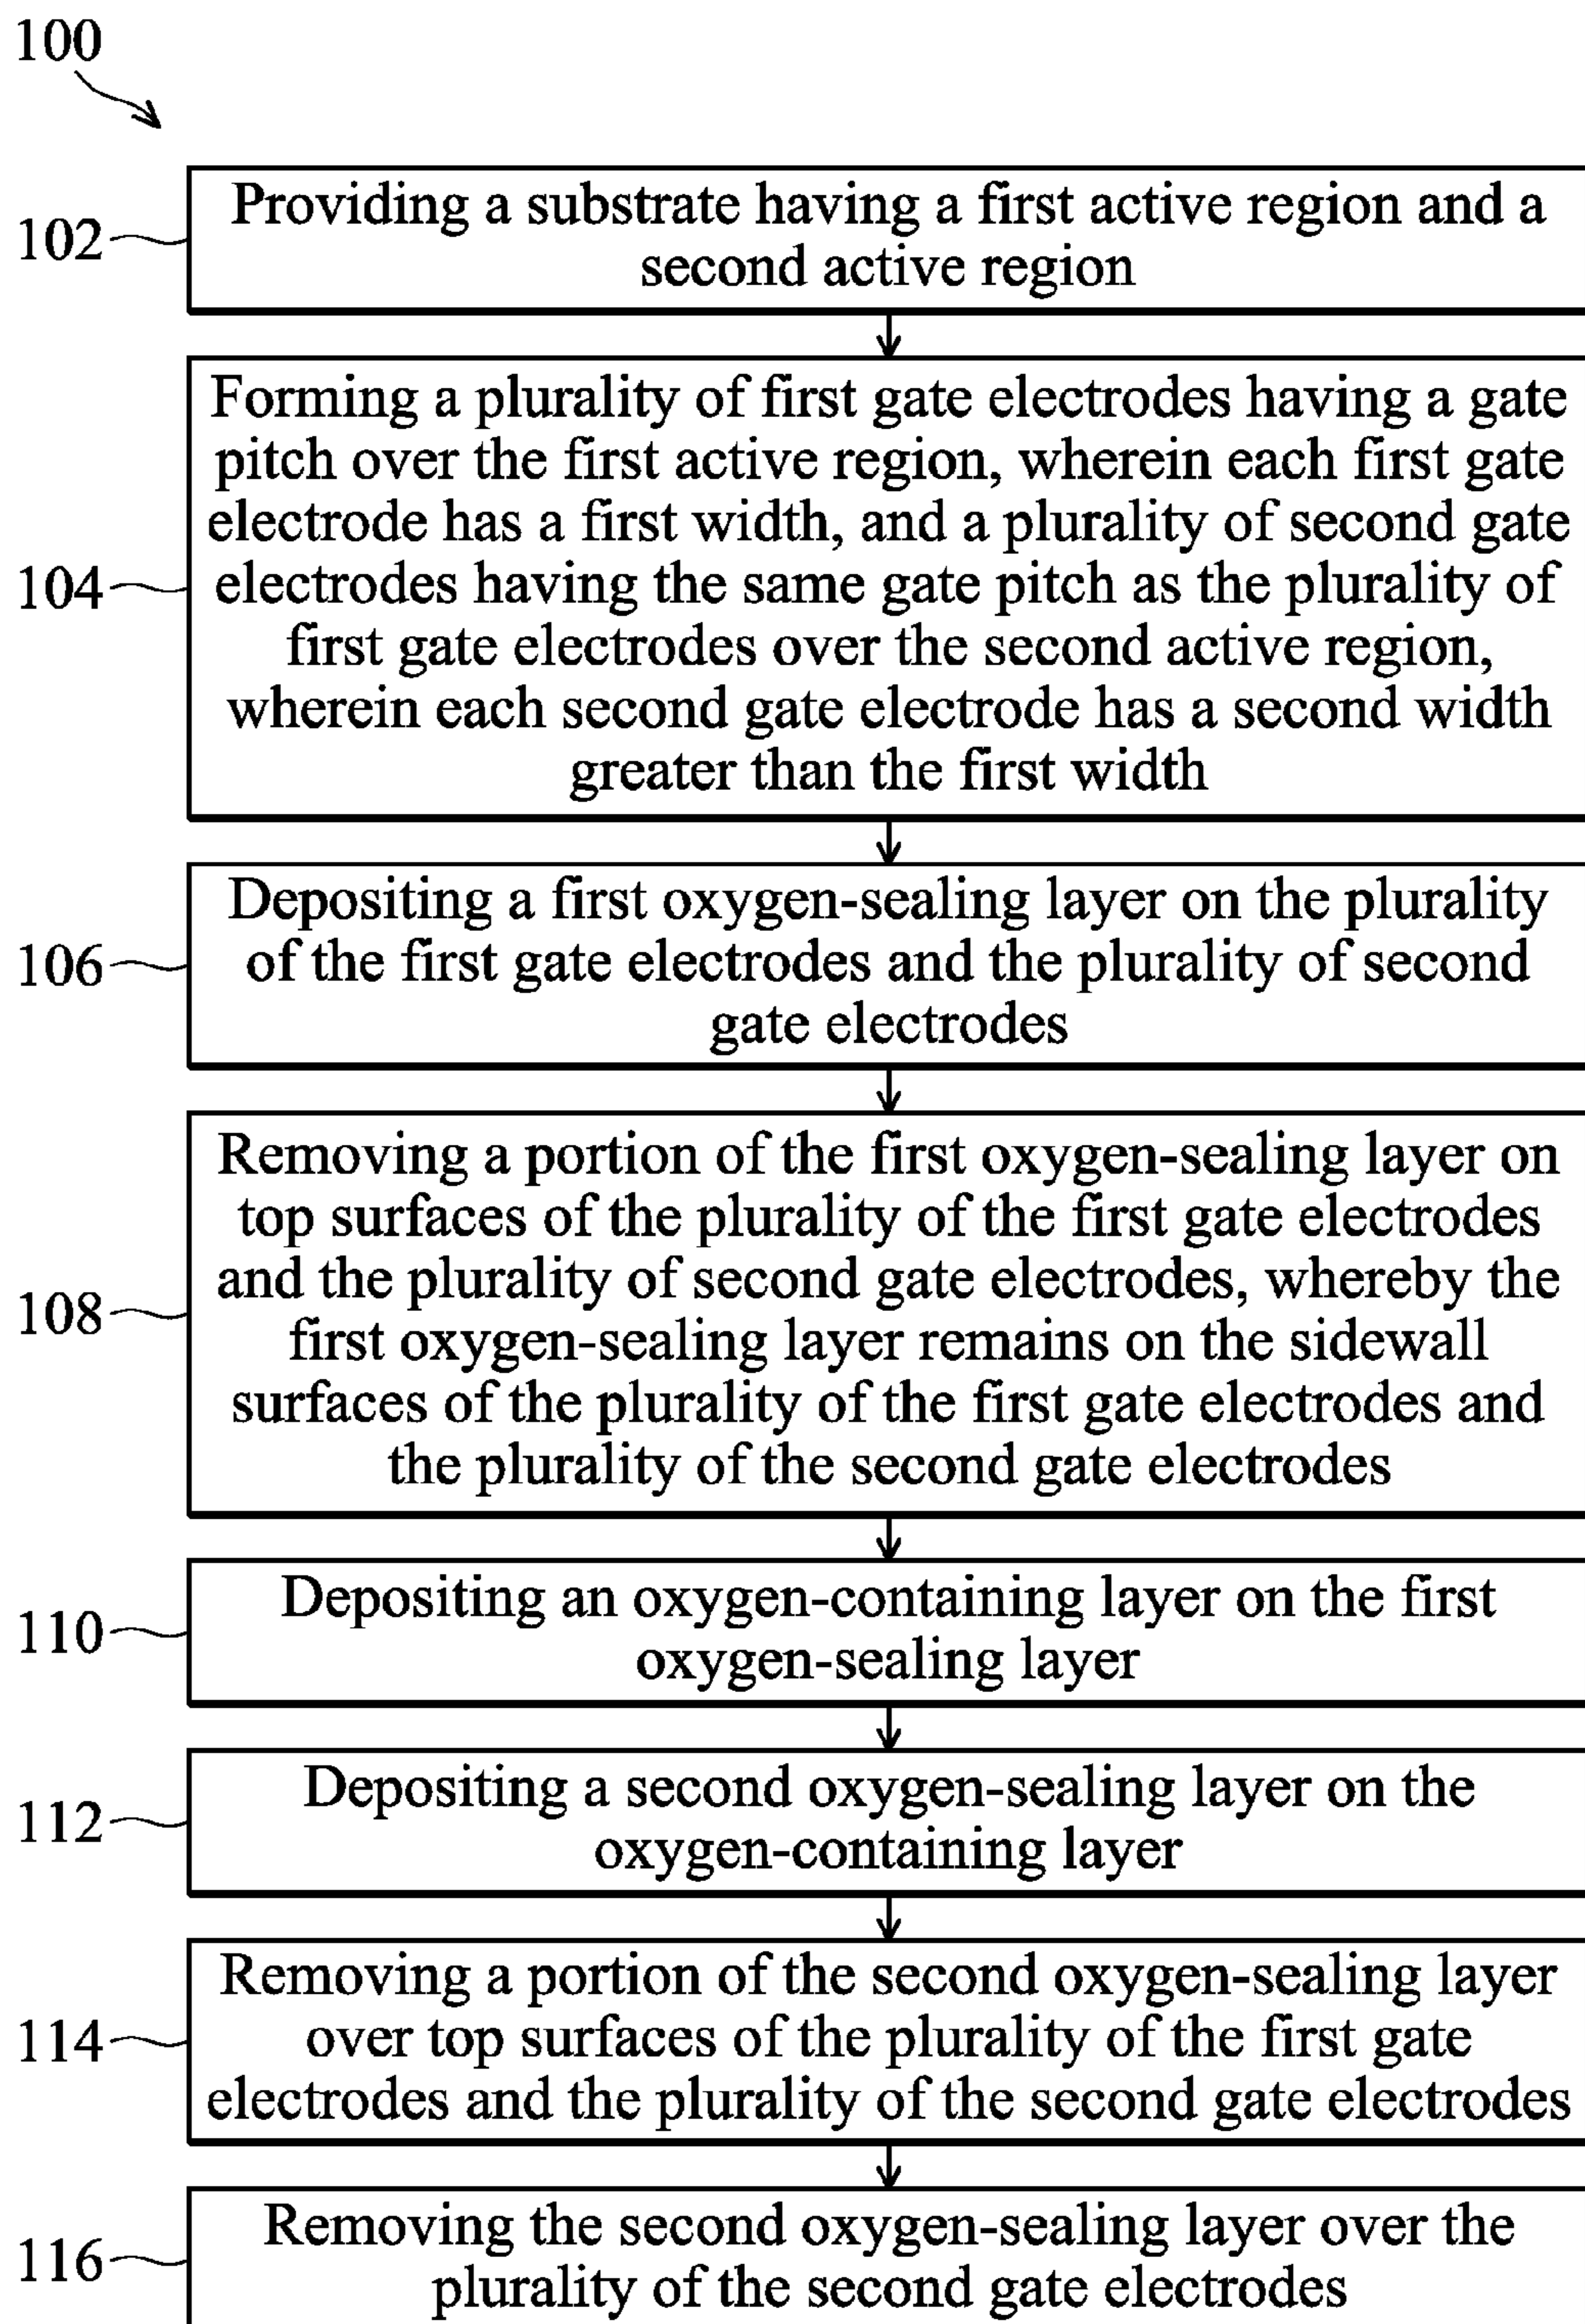 100
102
Providing a substrate having a first active region and a
second active region
104
Forming a plurality of first gate electrodes having a gate
pitch over the first active region, wherein each first gate
electrode has a first width, and a plurality of second gate
electrodes having the same gate pitch as the plurality of
first gate electrodes over the second active region,
wherein each second gate electrode has a second width
greater than the first width
106
Depositing a first oxygen-sealing layer on the plurality
of the first gate electrodes and the plurality of second
gate electrodes
108
Removing a portion of the first oxygen-sealing layer on
top surfaces of the plurality of the first gate electrodes
and the plurality of second gate electrodes, whereby the
first oxygen-sealing layer remains on the sidewall
surfaces of the plurality of the first gate electrodes and
the plurality of the second gate electrodes
110
Depositing an oxygen-containing layer on the first
oxygen-sealing layer
112
Depositing a second oxygen-sealing layer on the
oxygen-containing layer
114
Removing a portion of the second oxygen-sealing layer
over top surfaces of the plurality of the first gate
electrodes and the plurality of the second gate electrodes
116
Removing the second oxygen-sealing layer over the
plurality of the second gate electrodes